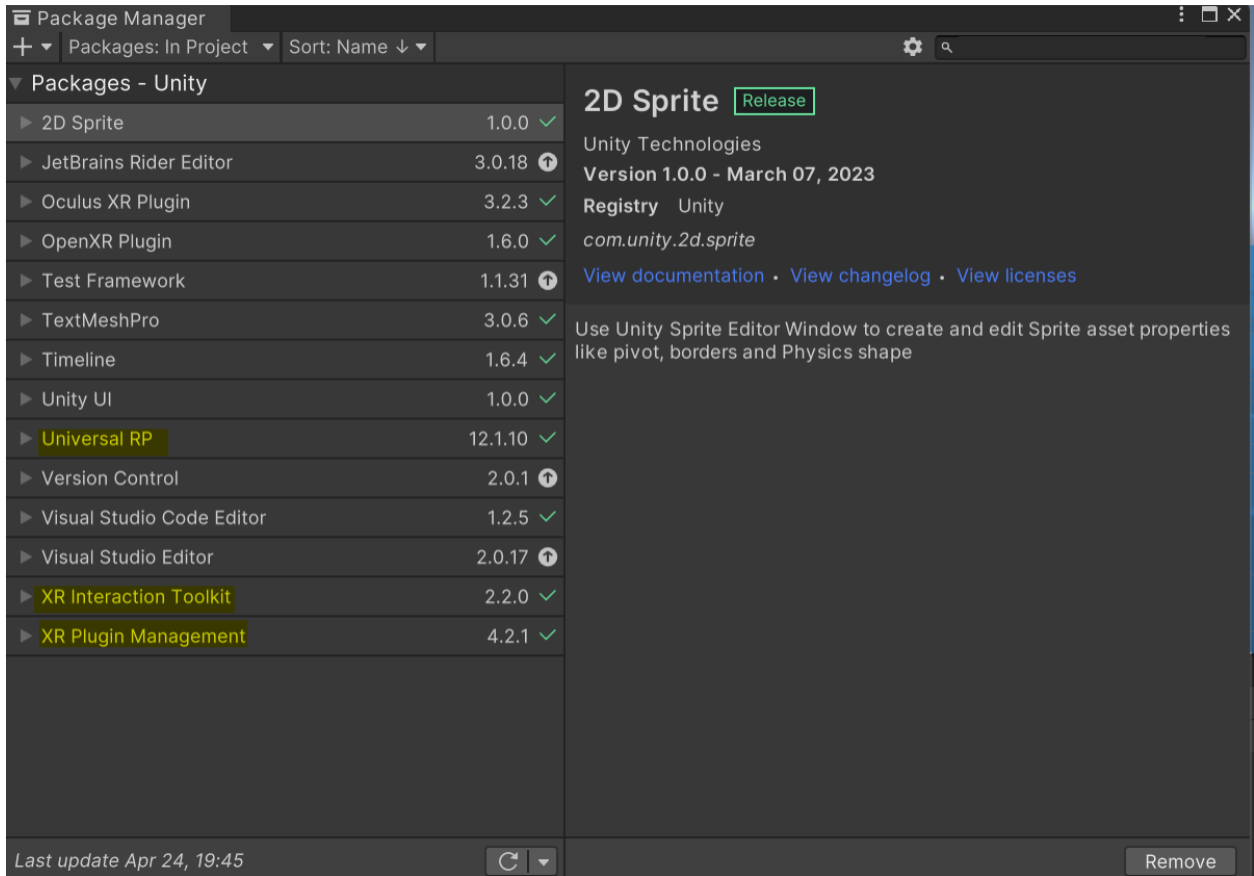 Package Manager
Packages: In Project Sort: Name ↓
Packages - Unity
2D Sprite 1.0.0
JetBrains Rider Editor 3.0.18
Oculus XR Plugin 3.2.3
OpenXR Plugin 1.6.0
Test Framework 1.1.31
TextMeshPro 3.0.6
Timeline 1.6.4
Unity UI 1.0.0
Universal RP 12.1.10
Version Control 2.0.1
Visual Studio Code Editor 1.2.5
Visual Studio Editor 2.0.17
XR Interaction Toolkit 2.2.0
XR Plugin Management 4.2.1
Last update Apr 24, 19:45
2D Sprite Release
Unity Technologies
Version 1.0.0 - March 07, 2023
Registry Unity
com.unity.2d.sprite
View documentation • View changelog • View licenses
Use Unity Sprite Editor Window to create and edit Sprite asset properties
like pivot, borders and Physics shape
Remove